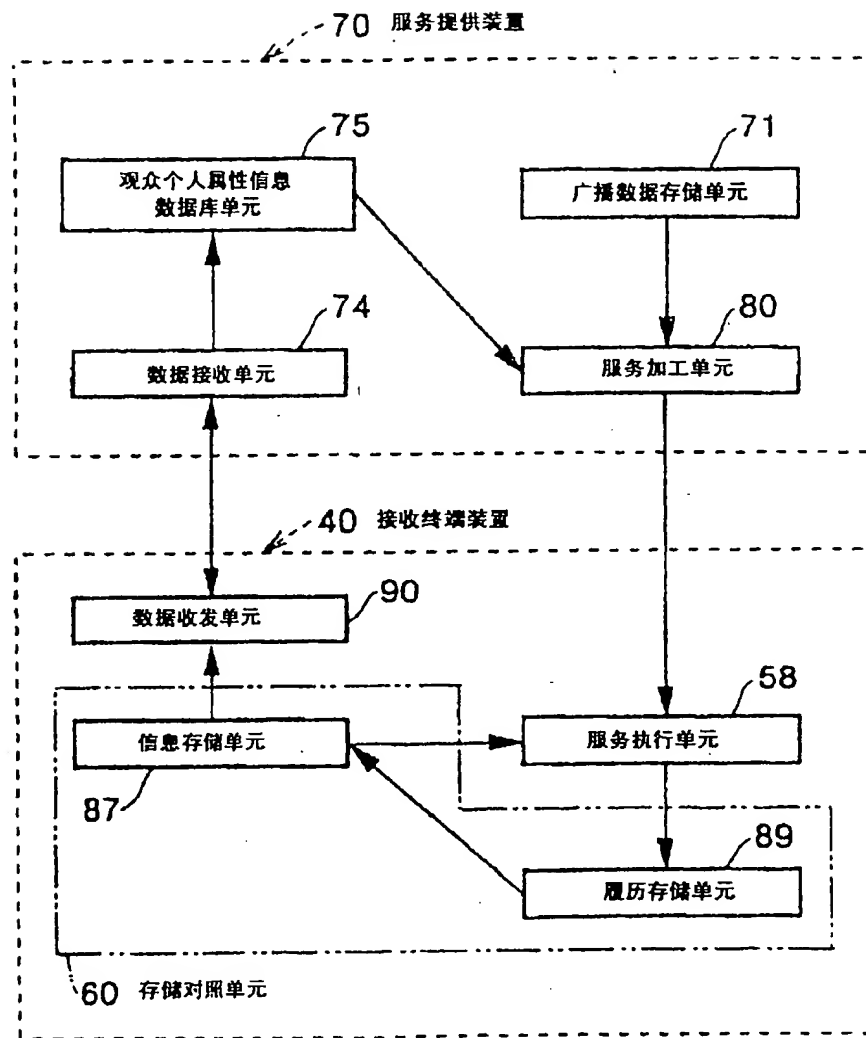 70 服务提供装置
75
71
观众个人属性信息
数据库单元
广播数据存储单元
74
80
数据接收单元
服务加工单元
40 接收终端装置
90
数据收发单元
58
信息存储单元
服务执行单元
87
89
履历存储单元
60 存储对照单元